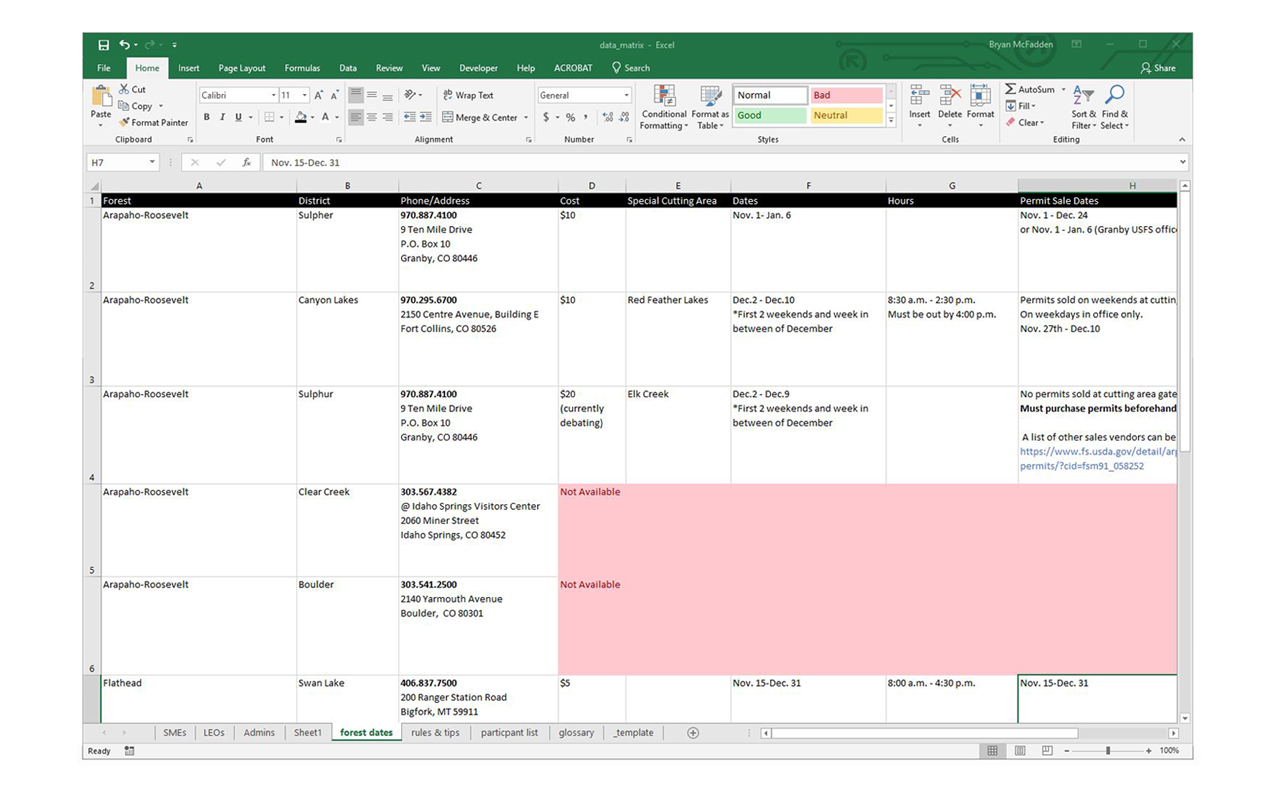 data_matrix - Excel
Bryan McFadden
File Home Insert Page Layout Formulas Data Review View Developer Help ACROBAT Search Share
Paste
Cut
Copy
Format Painter
Clipboard
Calibri 11
B I U
Font
Wrap Text
Merge & Center
Alignment
General
$ % ,
Number
Conditional Formatting
Format as Table
Normal Bad
Good Neutral
Styles
Insert Delete Format
Cells
AutoSum
Fill
Clear
Sort & Filter
Find & Select
Editing
H7 fx Nov. 15-Dec. 31
A B C D E F G H
1 Forest District Phone/Address Cost Special Cutting Area Dates Hours Permit Sale Dates
2
Arapaho-Roosevelt
Sulpher
970.887.4100
9 Ten Mile Drive
P.O. Box 10
Granby, CO 80446
$10
Nov. 1- Jan. 6
Nov. 1 - Dec. 24
or Nov. 1 - Jan. 6 (Granby USFS offic
3
Arapaho-Roosevelt
Canyon Lakes
970.295.6700
2150 Centre Avenue, Building E
Fort Collins, CO 80526
$10
Red Feather Lakes
Dec.2 - Dec.10
*First 2 weekends and week in
between of December
8:30 a.m. - 2:30 p.m.
Must be out by 4:00 p.m.
Permits sold on weekends at cuttin
On weekdays in office only.
Nov. 27th - Dec.10
4
Arapaho-Roosevelt
Sulphur
970.887.4100
9 Ten Mile Drive
P.O. Box 10
Granby, CO 80446
$20
(currently
debating)
Elk Creek
Dec.2 - Dec.9
*First 2 weekends and week in
between of December
No permits sold at cutting area gate
Must purchase permits beforehand
A list of other sales vendors can be
https://www.fs.usda.gov/detail/arp
permits/?cid=fsm91_058252
5
Arapaho-Roosevelt
Clear Creek
303.567.4382
@ Idaho Springs Visitors Center
2060 Miner Street
Idaho Springs, CO 80452
Not Available
6
Arapaho-Roosevelt
Boulder
303.541.2500
2140 Yarmouth Avenue
Boulder, CO 80301
Not Available
Flathead
Swan Lake
406.837.7500
200 Ranger Station Road
Bigfork, MT 59911
$5
Nov. 15-Dec. 31
8:00 a.m. - 4:30 p.m.
Nov. 15-Dec. 31
SMEs LEOs Admins Sheet1 forest dates rules & tips particpant list glossary _template
Ready
100%